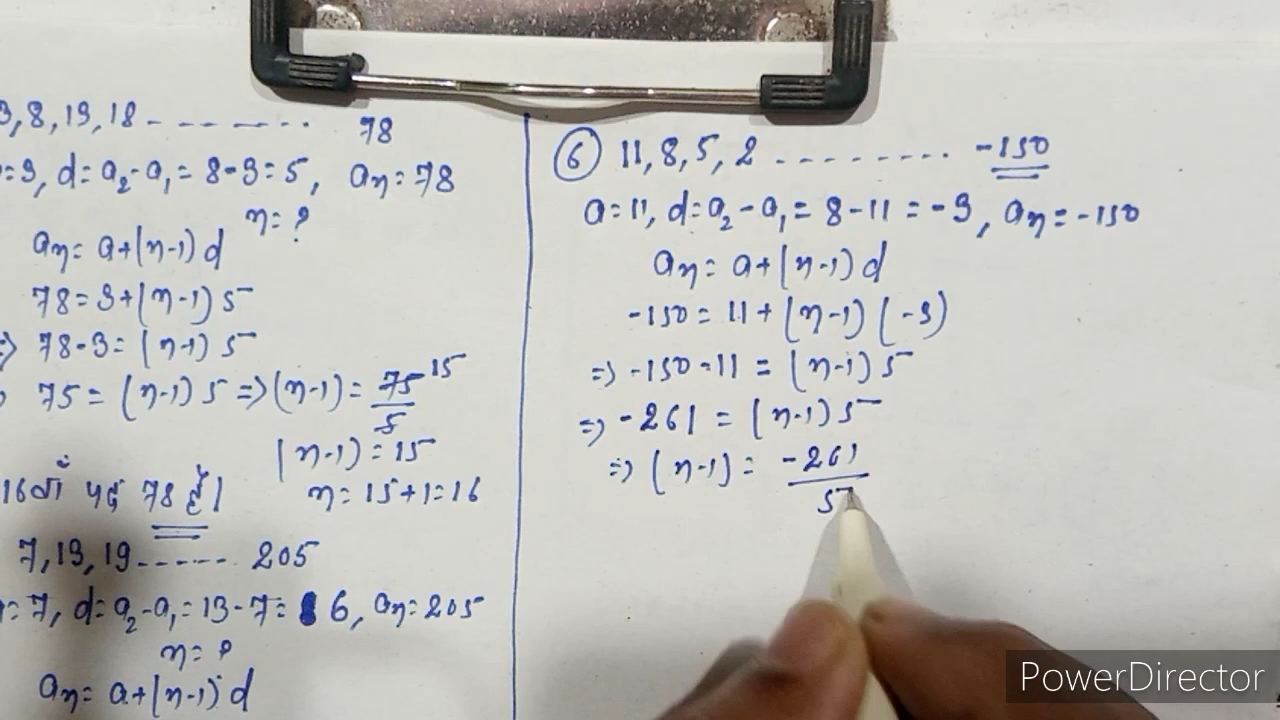 3, 8, 13, 18 - - - - - - - . 78
=3, d= a₂-a₁ = 8-3=5, aₙ=78
n=?
aₙ= a+(n-1)d
78=3+(n-1)5
=> 78-3= (n-1)5
75= (n-1)5 => (n-1)= 75/5 15
(n-1)=15
n=15+1=16
16वाँ पद 78 है।
7, 13, 19 - - - - - 205
=7, d= a₂-a₁=13-7= 6, aₙ=205
n= ?
aₙ= a+(n-1)d
⑥ 11, 8, 5, 2 - - - - - - - - . -150
a=11, d= a₂-a₁= 8-11=-3, aₙ=-150
aₙ= a+(n-1)d
-150= 11+(n-1)(-3)
=> -150-11 = (n-1)5
=> -261 = (n-1)5
=> (n-1)= -261/5
PowerDirector